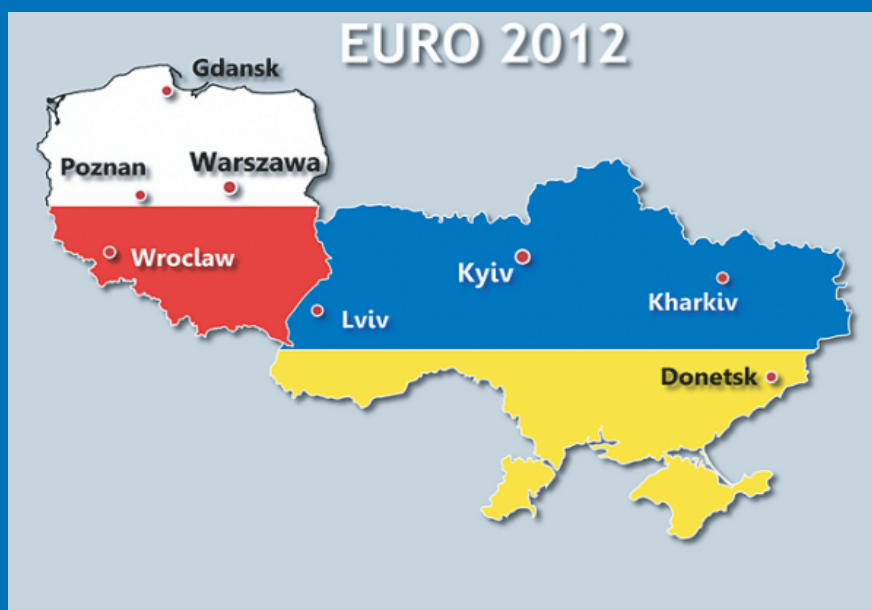 EURO 2012
Gdansk
Poznan
Warszawa
Wroclaw
Kyiv
Kharkiv
Lviv
Donetsk